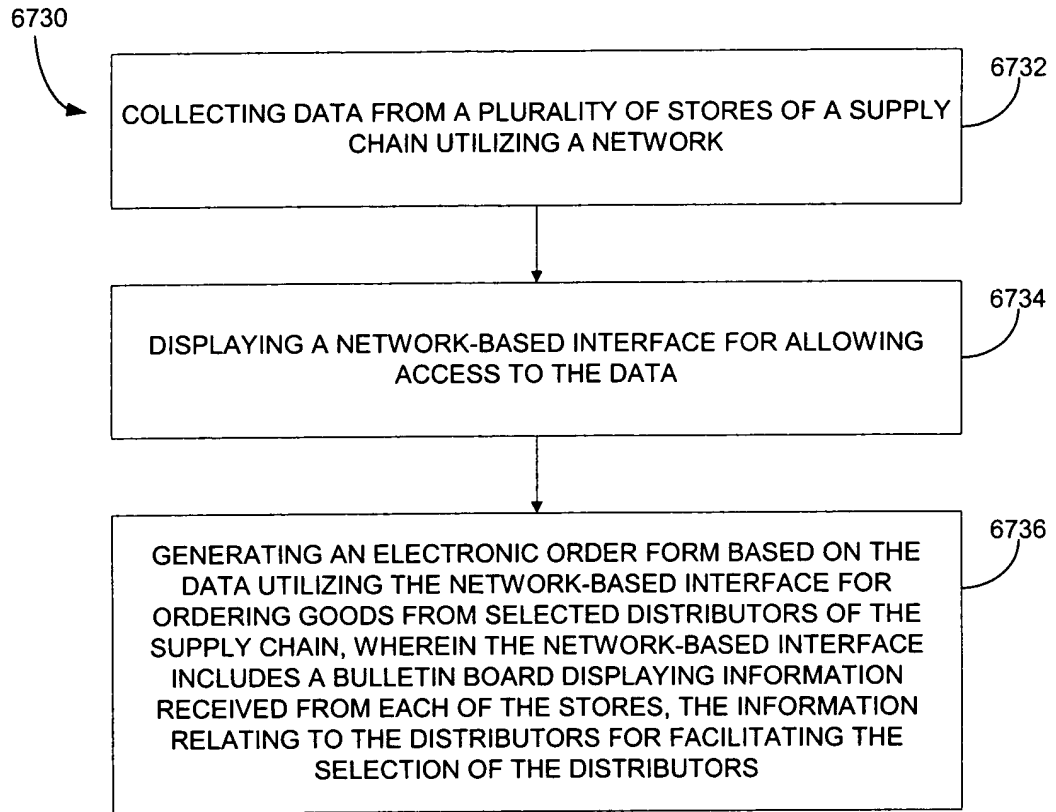 6730
6732
COLLECTING DATA FROM A PLURALITY OF STORES OF A SUPPLY
CHAIN UTILIZING A NETWORK
6734
DISPLAYING A NETWORK-BASED INTERFACE FOR ALLOWING
ACCESS TO THE DATA
6736
GENERATING AN ELECTRONIC ORDER FORM BASED ON THE
DATA UTILIZING THE NETWORK-BASED INTERFACE FOR
ORDERING GOODS FROM SELECTED DISTRIBUTORS OF THE
SUPPLY CHAIN, WHEREIN THE NETWORK-BASED INTERFACE
INCLUDES A BULLETIN BOARD DISPLAYING INFORMATION
RECEIVED FROM EACH OF THE STORES, THE INFORMATION
RELATING TO THE DISTRIBUTORS FOR FACILITATING THE
SELECTION OF THE DISTRIBUTORS